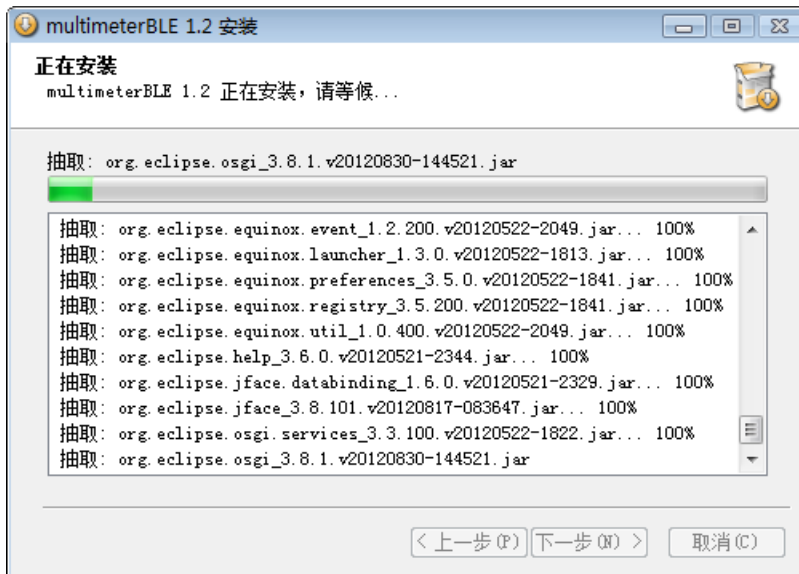 multimeterBLE 1.2 安装
正在安装
multimeterBLE 1.2 正在安装，请等候...
抽取: org.eclipse.osgi_3.8.1.v20120830-144521.jar
抽取: org.eclipse.equinox.event_1.2.200.v20120522-2049.jar... 100%
抽取: org.eclipse.equinox.launcher_1.3.0.v20120522-1813.jar... 100%
抽取: org.eclipse.equinox.preferences_3.5.0.v20120522-1841.jar... 100%
抽取: org.eclipse.equinox.registry_3.5.200.v20120522-1841.jar... 100%
抽取: org.eclipse.equinox.util_1.0.400.v20120522-2049.jar... 100%
抽取: org.eclipse.help_3.6.0.v20120521-2344.jar... 100%
抽取: org.eclipse.jface.databinding_1.6.0.v20120521-2329.jar... 100%
抽取: org.eclipse.jface_3.8.101.v20120817-083647.jar... 100%
抽取: org.eclipse.osgi.services_3.3.100.v20120522-1822.jar... 100%
抽取: org.eclipse.osgi_3.8.1.v20120830-144521.jar
< 上一步(P) 下一步(N) > 取消(C)